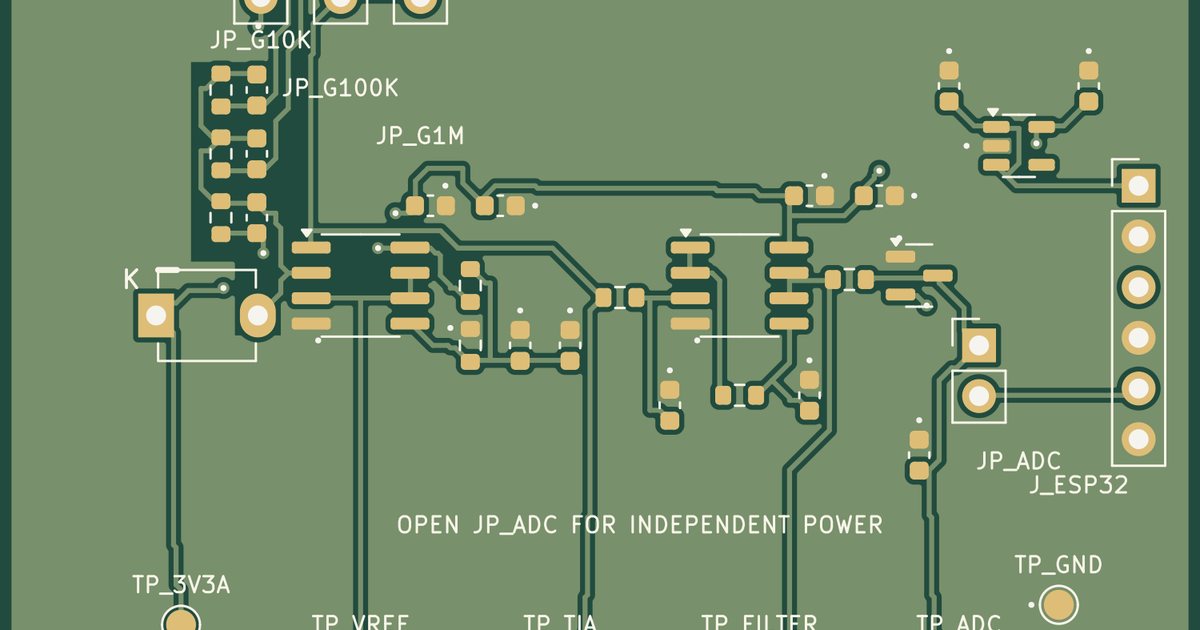 JP_G10K
JP_G100K
JP_G1M
K
JP_ADC
J_ESP32
OPEN JP_ADC FOR INDEPENDENT POWER
TP_GND
TP_3V3A
TP_VREF
TP_TIA
TP_FILTER
TP_ADC